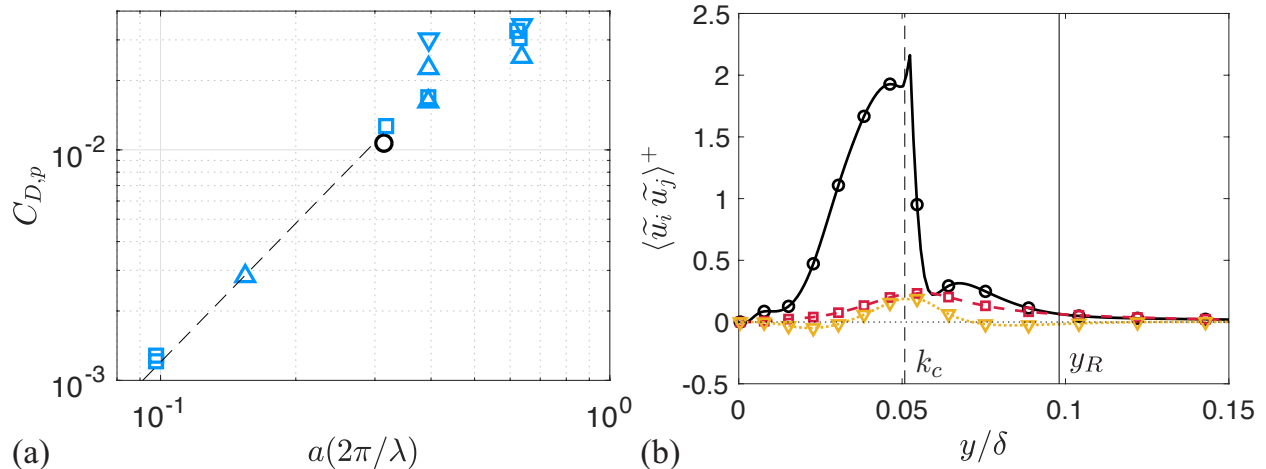 C_{D,p}
10^{-2}
10^{-3}
10^{-1}
10^{0}
(a)
a(2π/λ)
⟨ũ_i ũ_j⟩^+
2.5
2
1.5
1
0.5
0
-0.5
k_c
y_R
0
0.05
0.1
0.15
(b)
y/δ